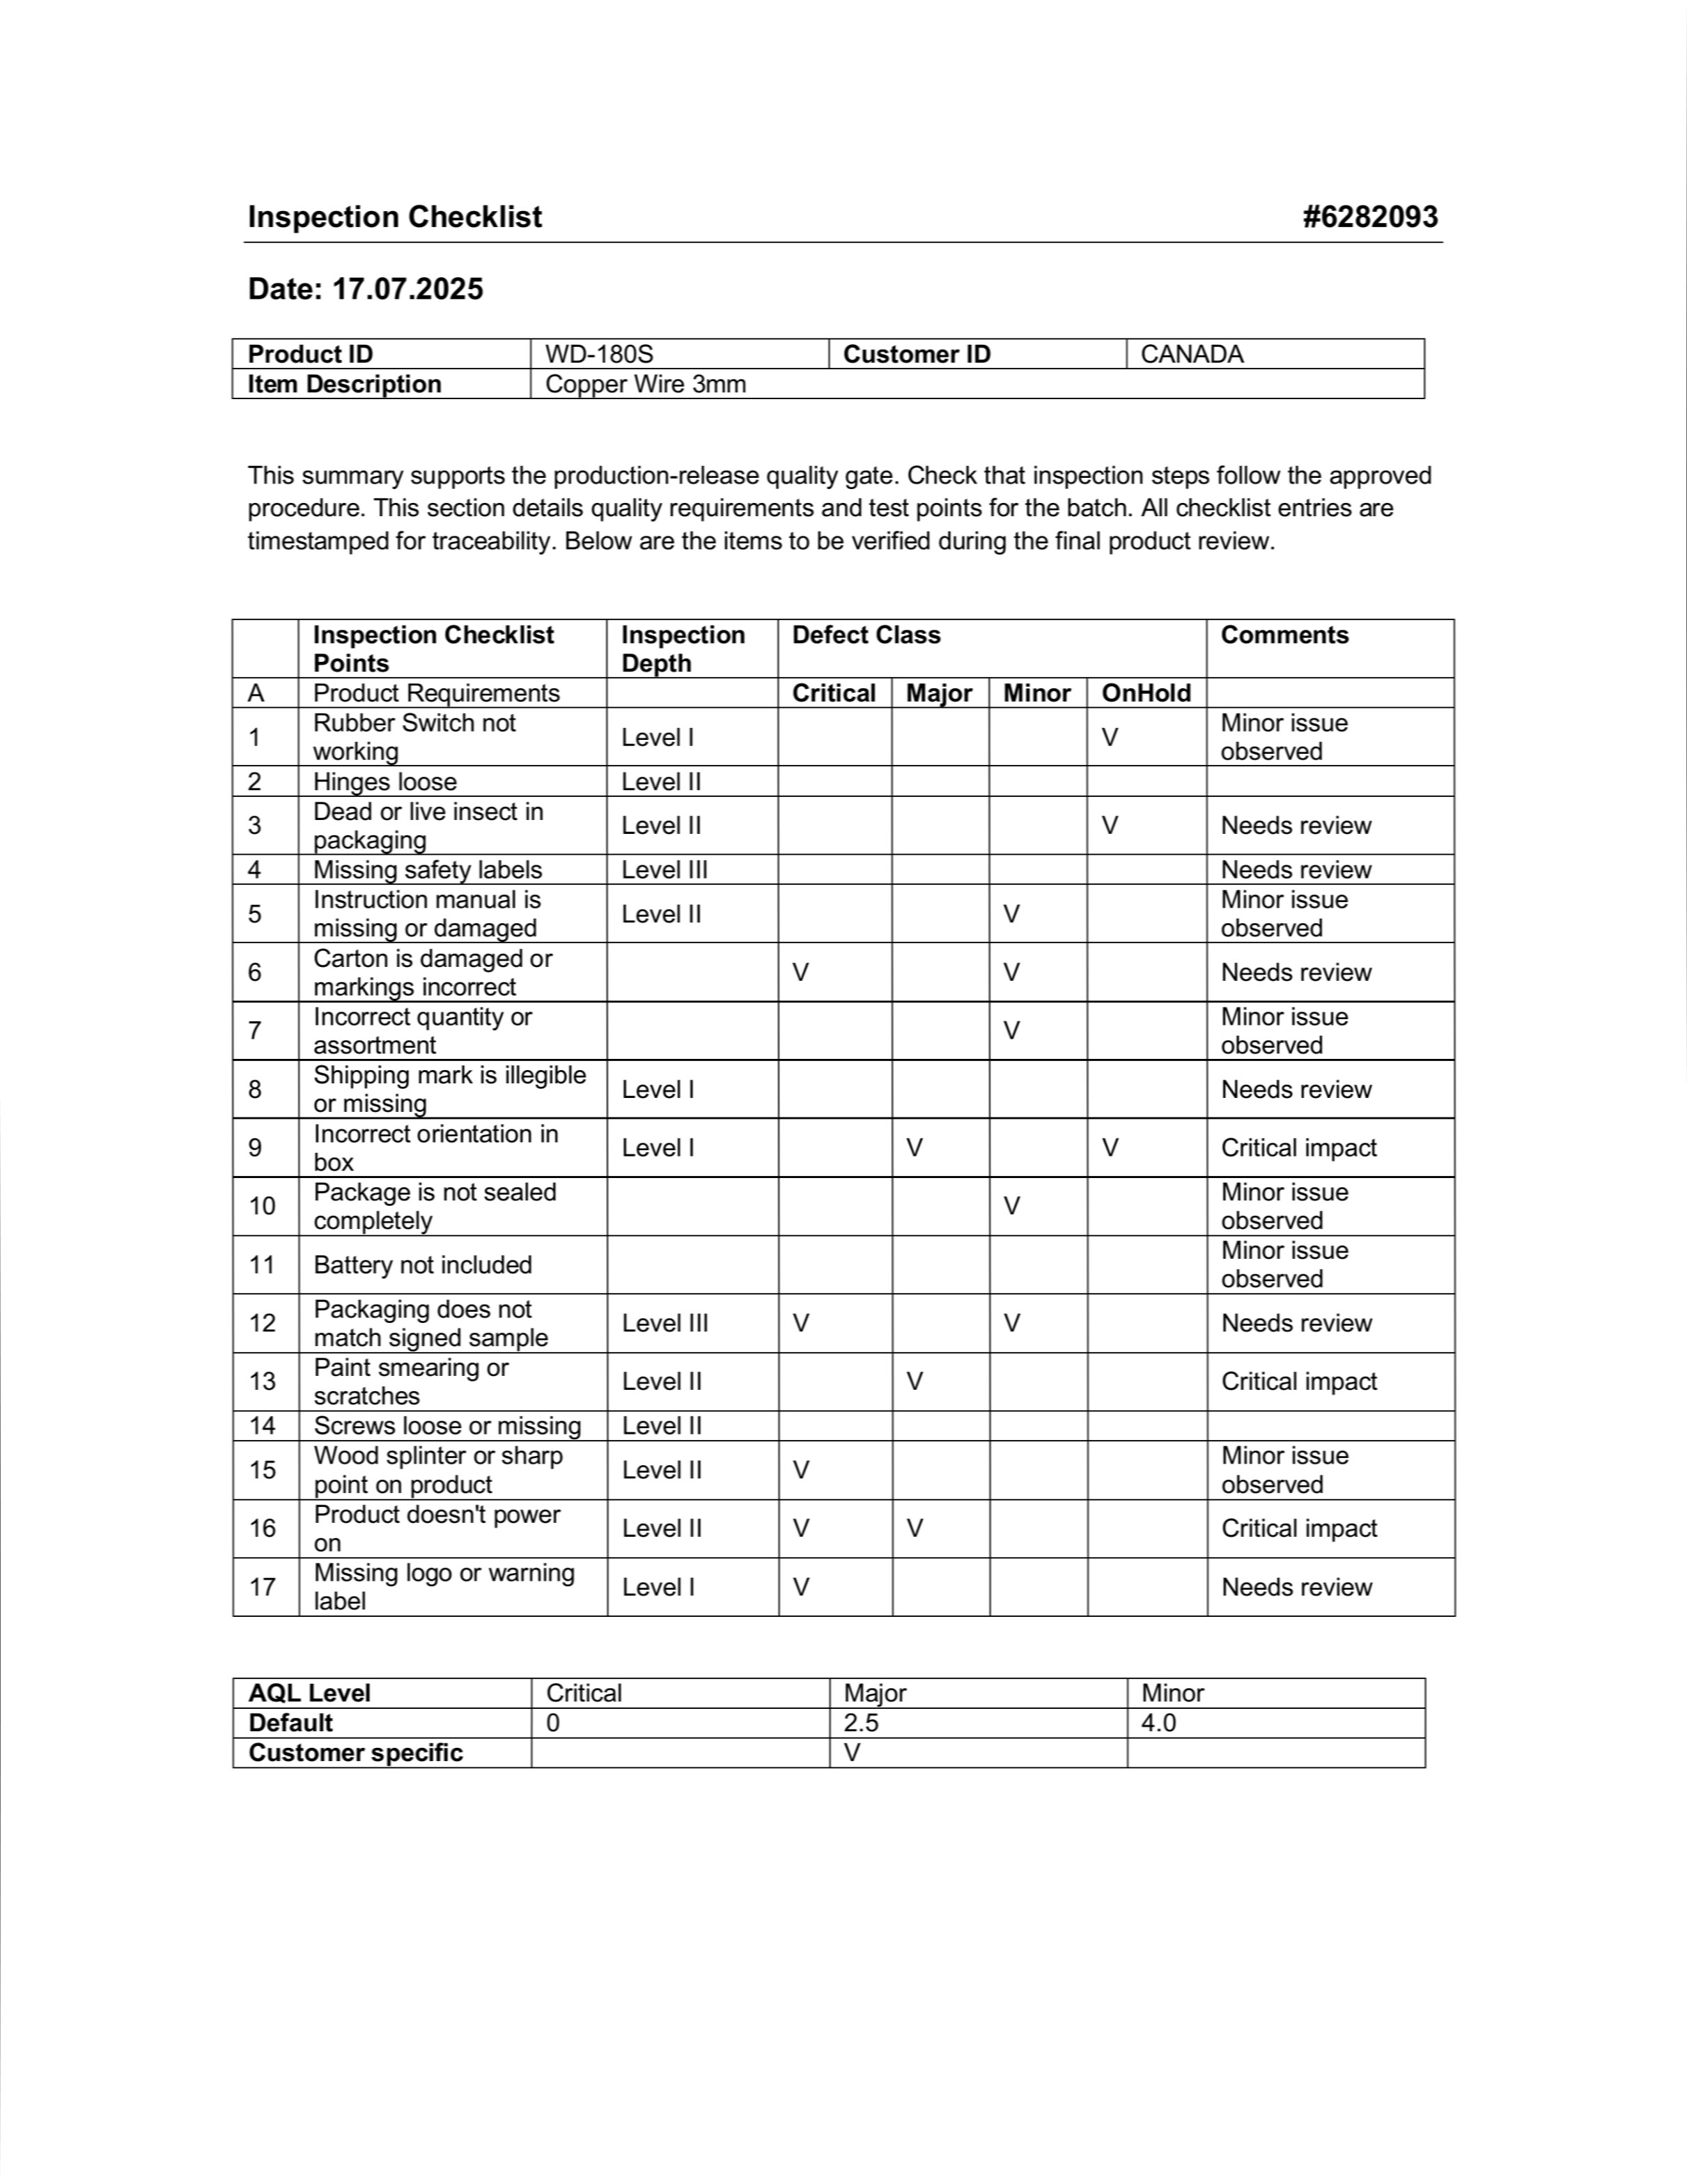 Inspection Checklist #6282093
Date: 17.07.2025
Product ID WD-180S Customer ID CANADA
Item Description Copper Wire 3mm
This summary supports the production-release quality gate. Check that inspection steps follow the approved
procedure. This section details quality requirements and test points for the batch. All checklist entries are
timestamped for traceability. Below are the items to be verified during the final product review.
Inspection Checklist Inspection Defect Class Comments
Points Depth
A Product Requirements Critical Major Minor OnHold
1 Rubber Switch not working Level I V Minor issue observed
2 Hinges loose Level II
3 Dead or live insect in packaging Level II V Needs review
4 Missing safety labels Level III Needs review
5 Instruction manual is missing or damaged Level II V Minor issue observed
6 Carton is damaged or markings incorrect V V Needs review
7 Incorrect quantity or assortment V Minor issue observed
8 Shipping mark is illegible or missing Level I Needs review
9 Incorrect orientation in box Level I V V Critical impact
10 Package is not sealed completely V Minor issue observed
11 Battery not included Minor issue observed
12 Packaging does not match signed sample Level III V V Needs review
13 Paint smearing or scratches Level II V Critical impact
14 Screws loose or missing Level II
15 Wood splinter or sharp point on product Level II V Minor issue observed
16 Product doesn't power on Level II V V Critical impact
17 Missing logo or warning label Level I V Needs review
AQL Level Critical Major Minor
Default 0 2.5 4.0
Customer specific V